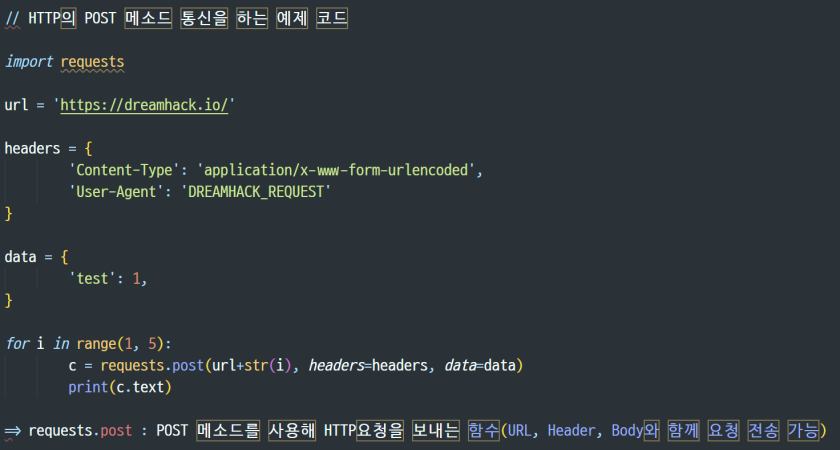 // HTTP의 POST 메소드 통신을 하는 예제 코드
import requests
url = 'https://dreamhack.io/'
headers = {
'Content-Type': 'application/x-www-form-urlencoded',
'User-Agent': 'DREAMHACK_REQUEST'
}
data = {
'test': 1,
}
for i in range(1, 5):
c = requests.post(url+str(i), headers=headers, data=data)
print(c.text)
=> requests.post : POST 메소드를 사용해 HTTP요청을 보내는 함수(URL, Header, Body와 함께 요청 전송 가능)